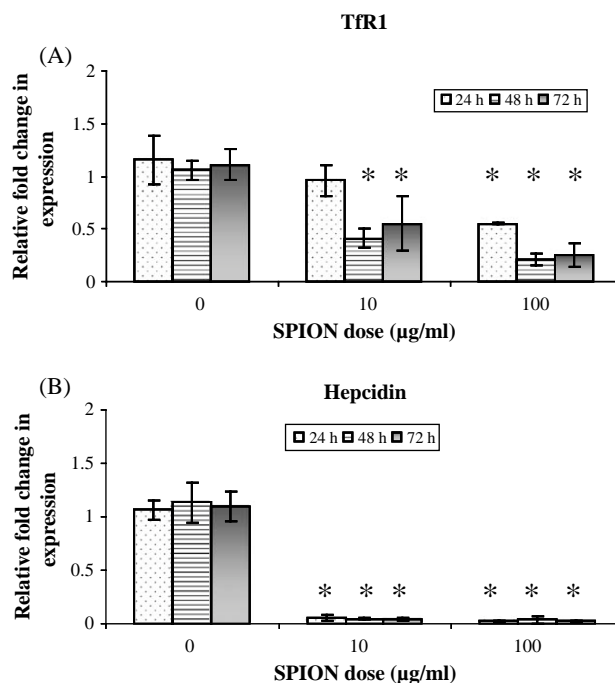 TfR1
(A)
Relative fold change in
expression
2
1.5
1
0.5
0
24 h 48 h 72 h
* * * * *
0 10 100
SPION dose (µg/ml)
(B)
Hepcidin
Relative fold change in
expression
2
1.5
1
0.5
0
24 h 48 h 72 h
* * * * * *
0 10 100
SPION dose (µg/ml)